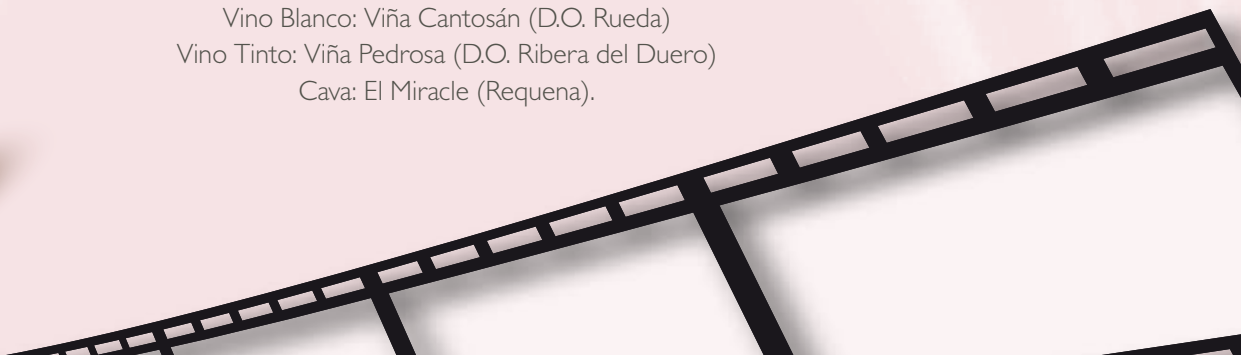 Vino Blanco: Viña Cantosán (D.O. Rueda)
Vino Tinto: Viña Pedrosa (D.O. Ribera del Duero)
Cava: El Miracle (Requena).